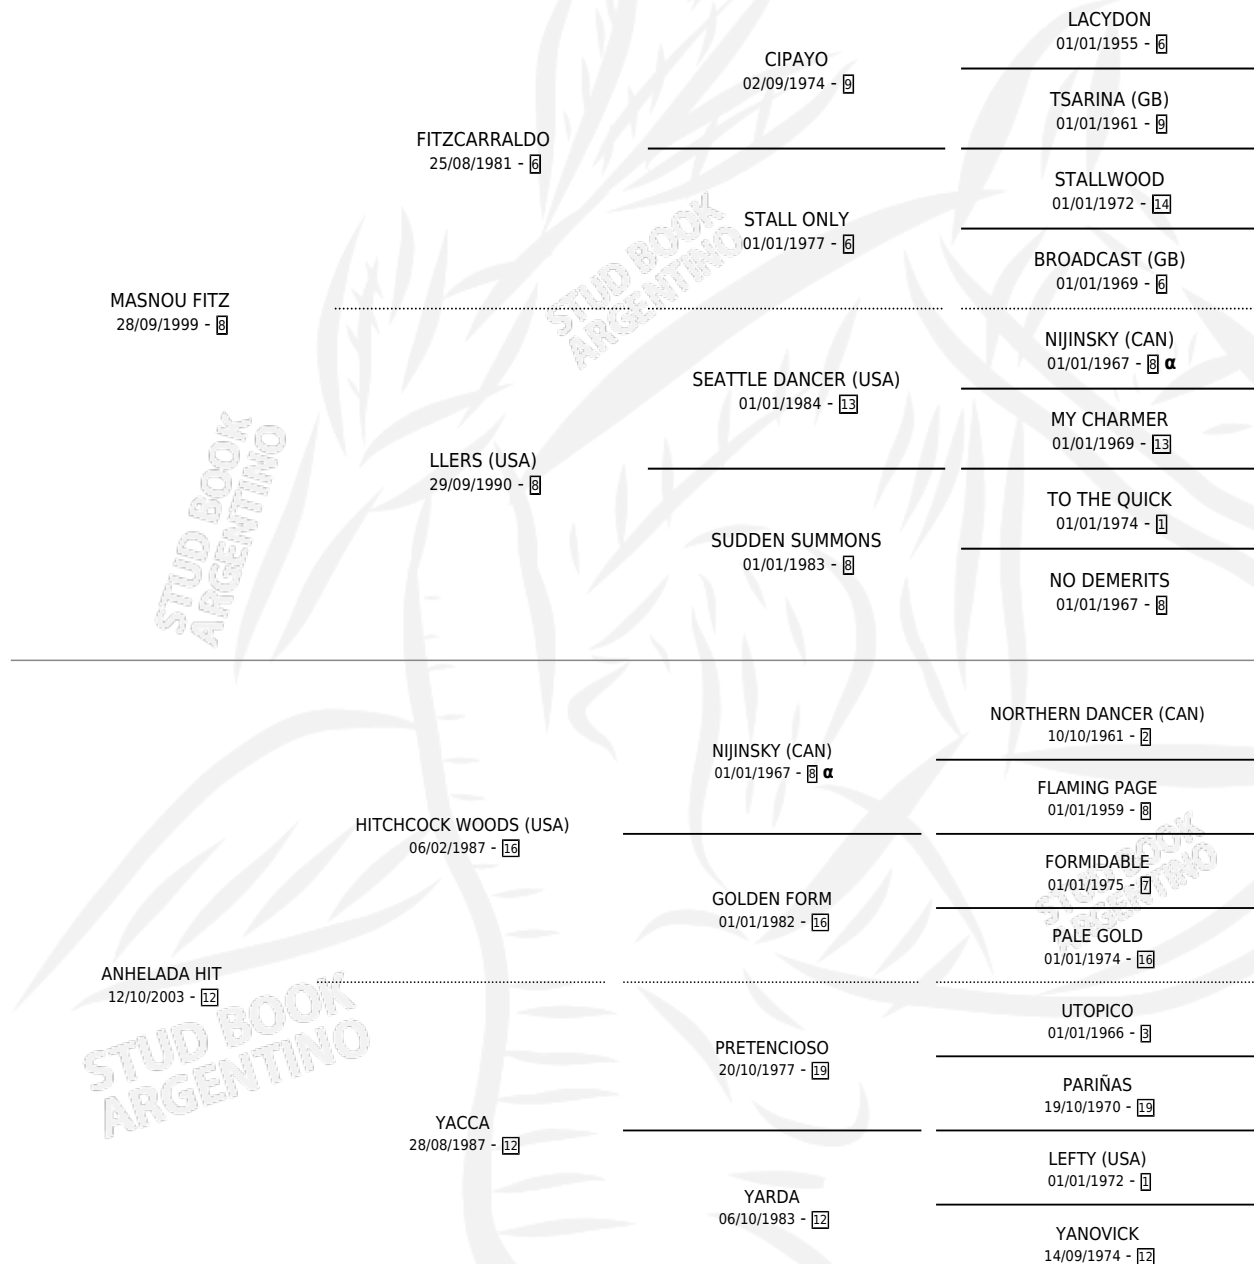 LACYDON
01/01/1955 - 6
CIPAYO
02/09/1974 - 9
TSARINA (GB)
01/01/1961 - 9
FITZCARRALDO
25/08/1981 - 6
STALLWOOD
01/01/1972 - 14
STALL ONLY
01/01/1977 - 6
BROADCAST (GB)
01/01/1969 - 6
STUD BOOK
ARGENTINO
MASNOU FITZ
28/09/1999 - 8
NIJINSKY (CAN)
01/01/1967 - 8 α
SEATTLE DANCER (USA)
01/01/1984 - 13
MY CHARMER
01/01/1969 - 13
LLERS (USA)
29/09/1990 - 8
TO THE QUICK
01/01/1974 - 1
SUDDEN SUMMONS
01/01/1983 - 8
NO DEMERITS
01/01/1967 - 8
STUD BOOK
ARGENTINO
NORTHERN DANCER (CAN)
10/10/1961 - 2
NIJINSKY (CAN)
01/01/1967 - 8 α
FLAMING PAGE
01/01/1959 - 8
HITCHCOCK WOODS (USA)
06/02/1987 - 16
FORMIDABLE
01/01/1975 - 7
GOLDEN FORM
01/01/1982 - 16
PALE GOLD
01/01/1974 - 16
STUD BOOK
ARGENTINO
ANHELADA HIT
12/10/2003 - 12
UTOPICO
01/01/1966 - 3
PRETENCIOSO
20/10/1977 - 19
PARIÑAS
19/10/1970 - 19
YACCA
28/08/1987 - 12
LEFTY (USA)
01/01/1972 - 1
YARDA
06/10/1983 - 12
YANOVICK
14/09/1974 - 12
STUD BOOK
ARGENTINO